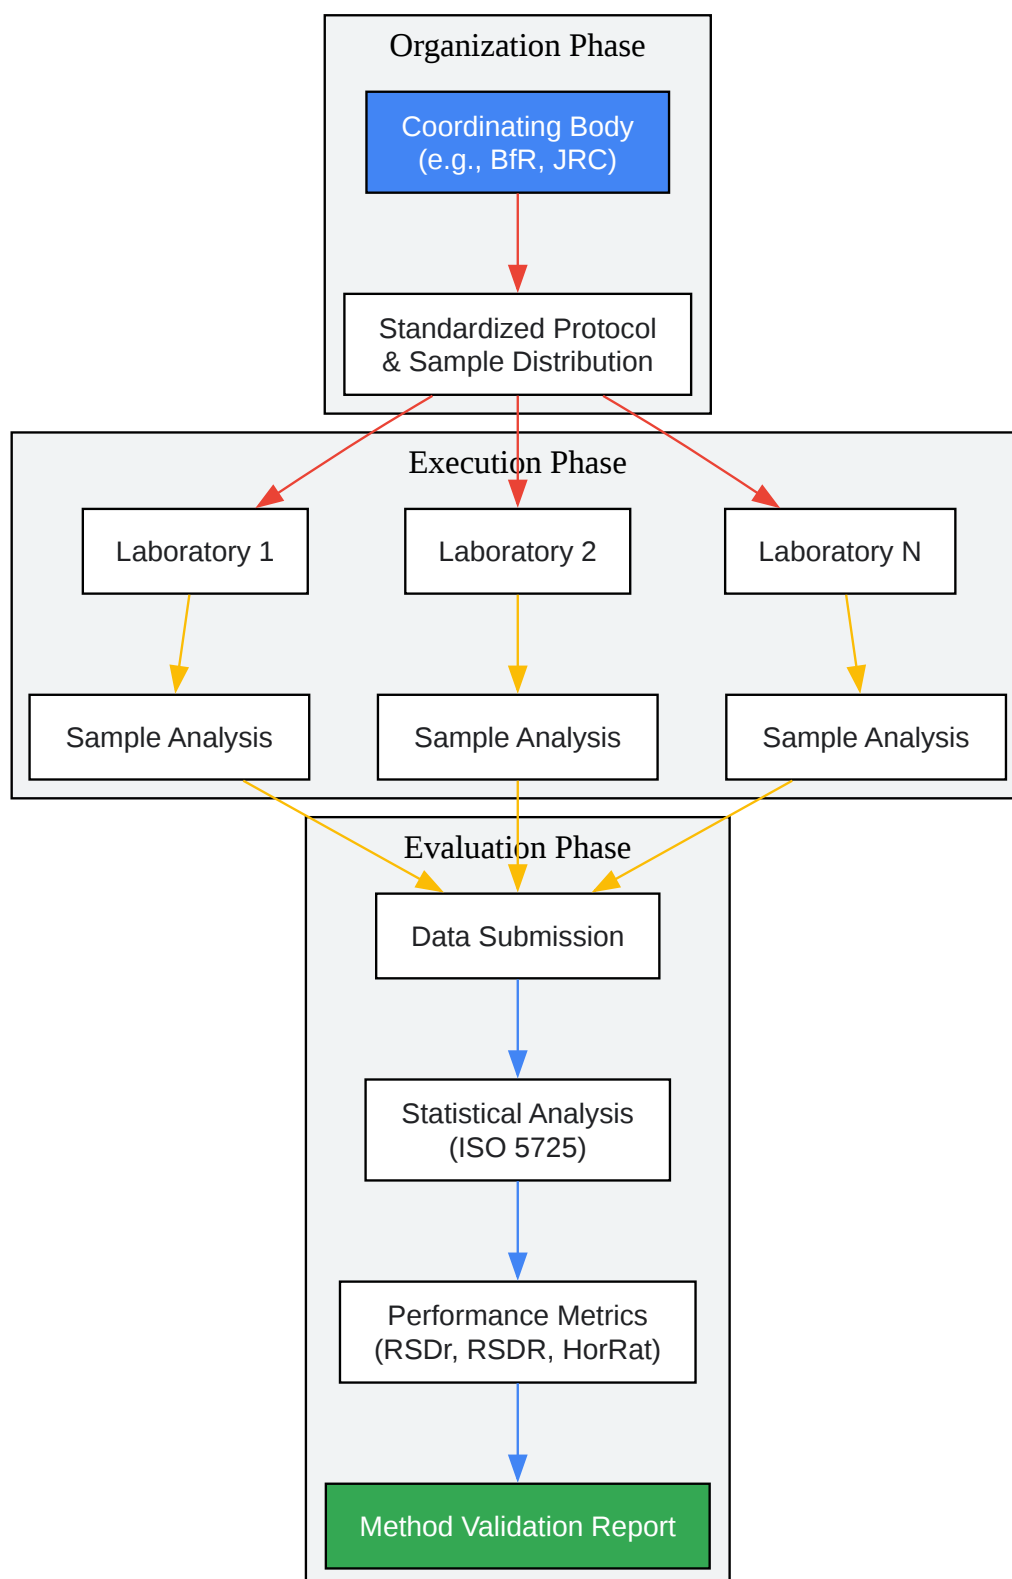 Organization Phase
Coordinating Body
(e.g., BfR, JRC)
Standardized Protocol
& Sample Distribution
Execution Phase
Laboratory 1
Laboratory 2
Laboratory N
Sample Analysis
Sample Analysis
Sample Analysis
Evaluation Phase
Data Submission
Statistical Analysis
(ISO 5725)
Performance Metrics
(RSDr, RSDR, HorRat)
Method Validation Report